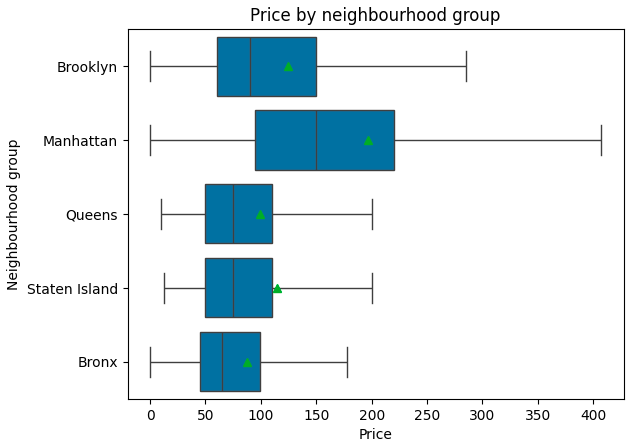 Price by neighbourhood group
Neighbourhood group
Brooklyn
Manhattan
Queens
Staten Island
Bronx
0 50 100 150 200 250 300 350 400
Price